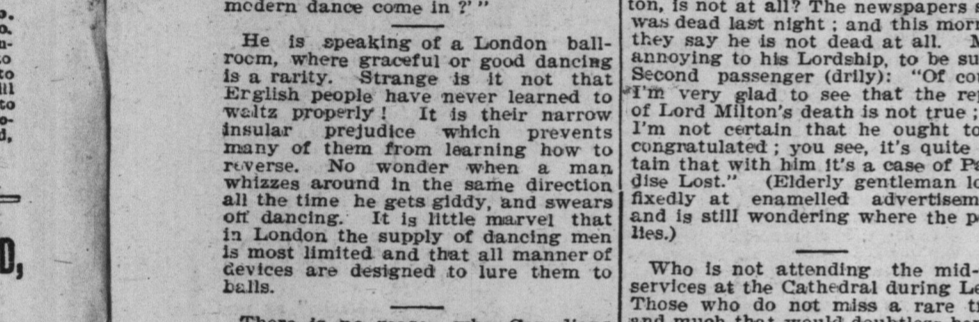 modern dance come in ?' "
He is speaking of a London ball-
room, where graceful or good dancing
is a rarity. Strange is it not that
English people have never learned to
waltz properly ! It is their narrow
insular prejudice which prevents
many of them from learning how to
reverse. No wonder when a man
whizzes around in the same direction
all the time he gets giddy, and swears
off dancing. It is little marvel that
in London the supply of dancing men
is most limited and that all manner of
devices are designed to lure them to
balls.
ton, is not at all? The newspapers
was dead last night ; and this
they say he is not dead at all.
annoying to his Lordship, to be
Second passenger (drily): "Of
I'm very glad to see that the
of Lord Milton's death is not true ;
I'm not certain that he ought to
congratulated ; you see, it's quite
tain that with him it's a case of
dise Lost." (Elderly gentleman
fixedly at enamelled
and is still wondering where the
lies.)
Who is not attending the mid-
services at the Cathedral during
Those who do not miss a rare